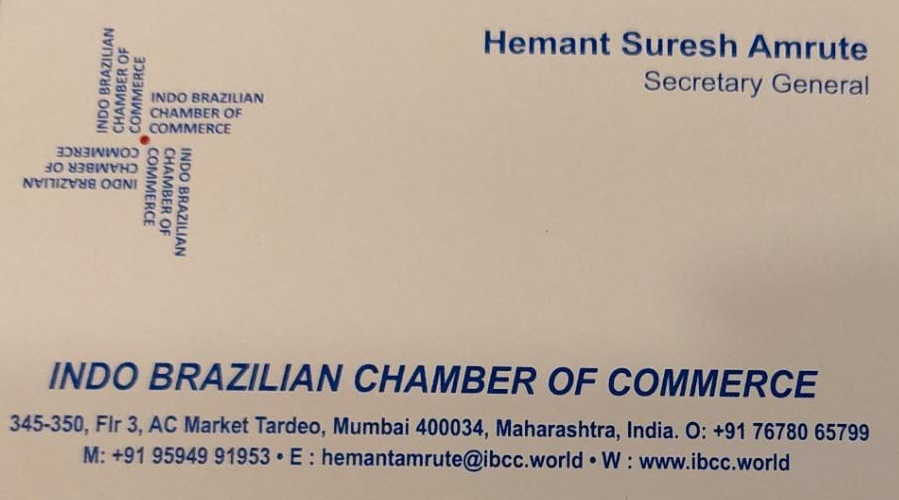 INDO BRAZILIAN
CHAMBER OF
COMMERCE
INDO BRAZILIAN
CHAMBER OF
COMMERCE
INDO BRAZILIAN
CHAMBER OF
COMMERCE
INDO BRAZILIAN
CHAMBER OF
COMMERCE
Hemant Suresh Amrute
Secretary General
INDO BRAZILIAN CHAMBER OF COMMERCE
345-350, Flr 3, AC Market Tardeo, Mumbai 400034, Maharashtra, India. O: +91 76780 65799
M: +91 95949 91953 • E : hemantamrute@ibcc.world • W : www.ibcc.world